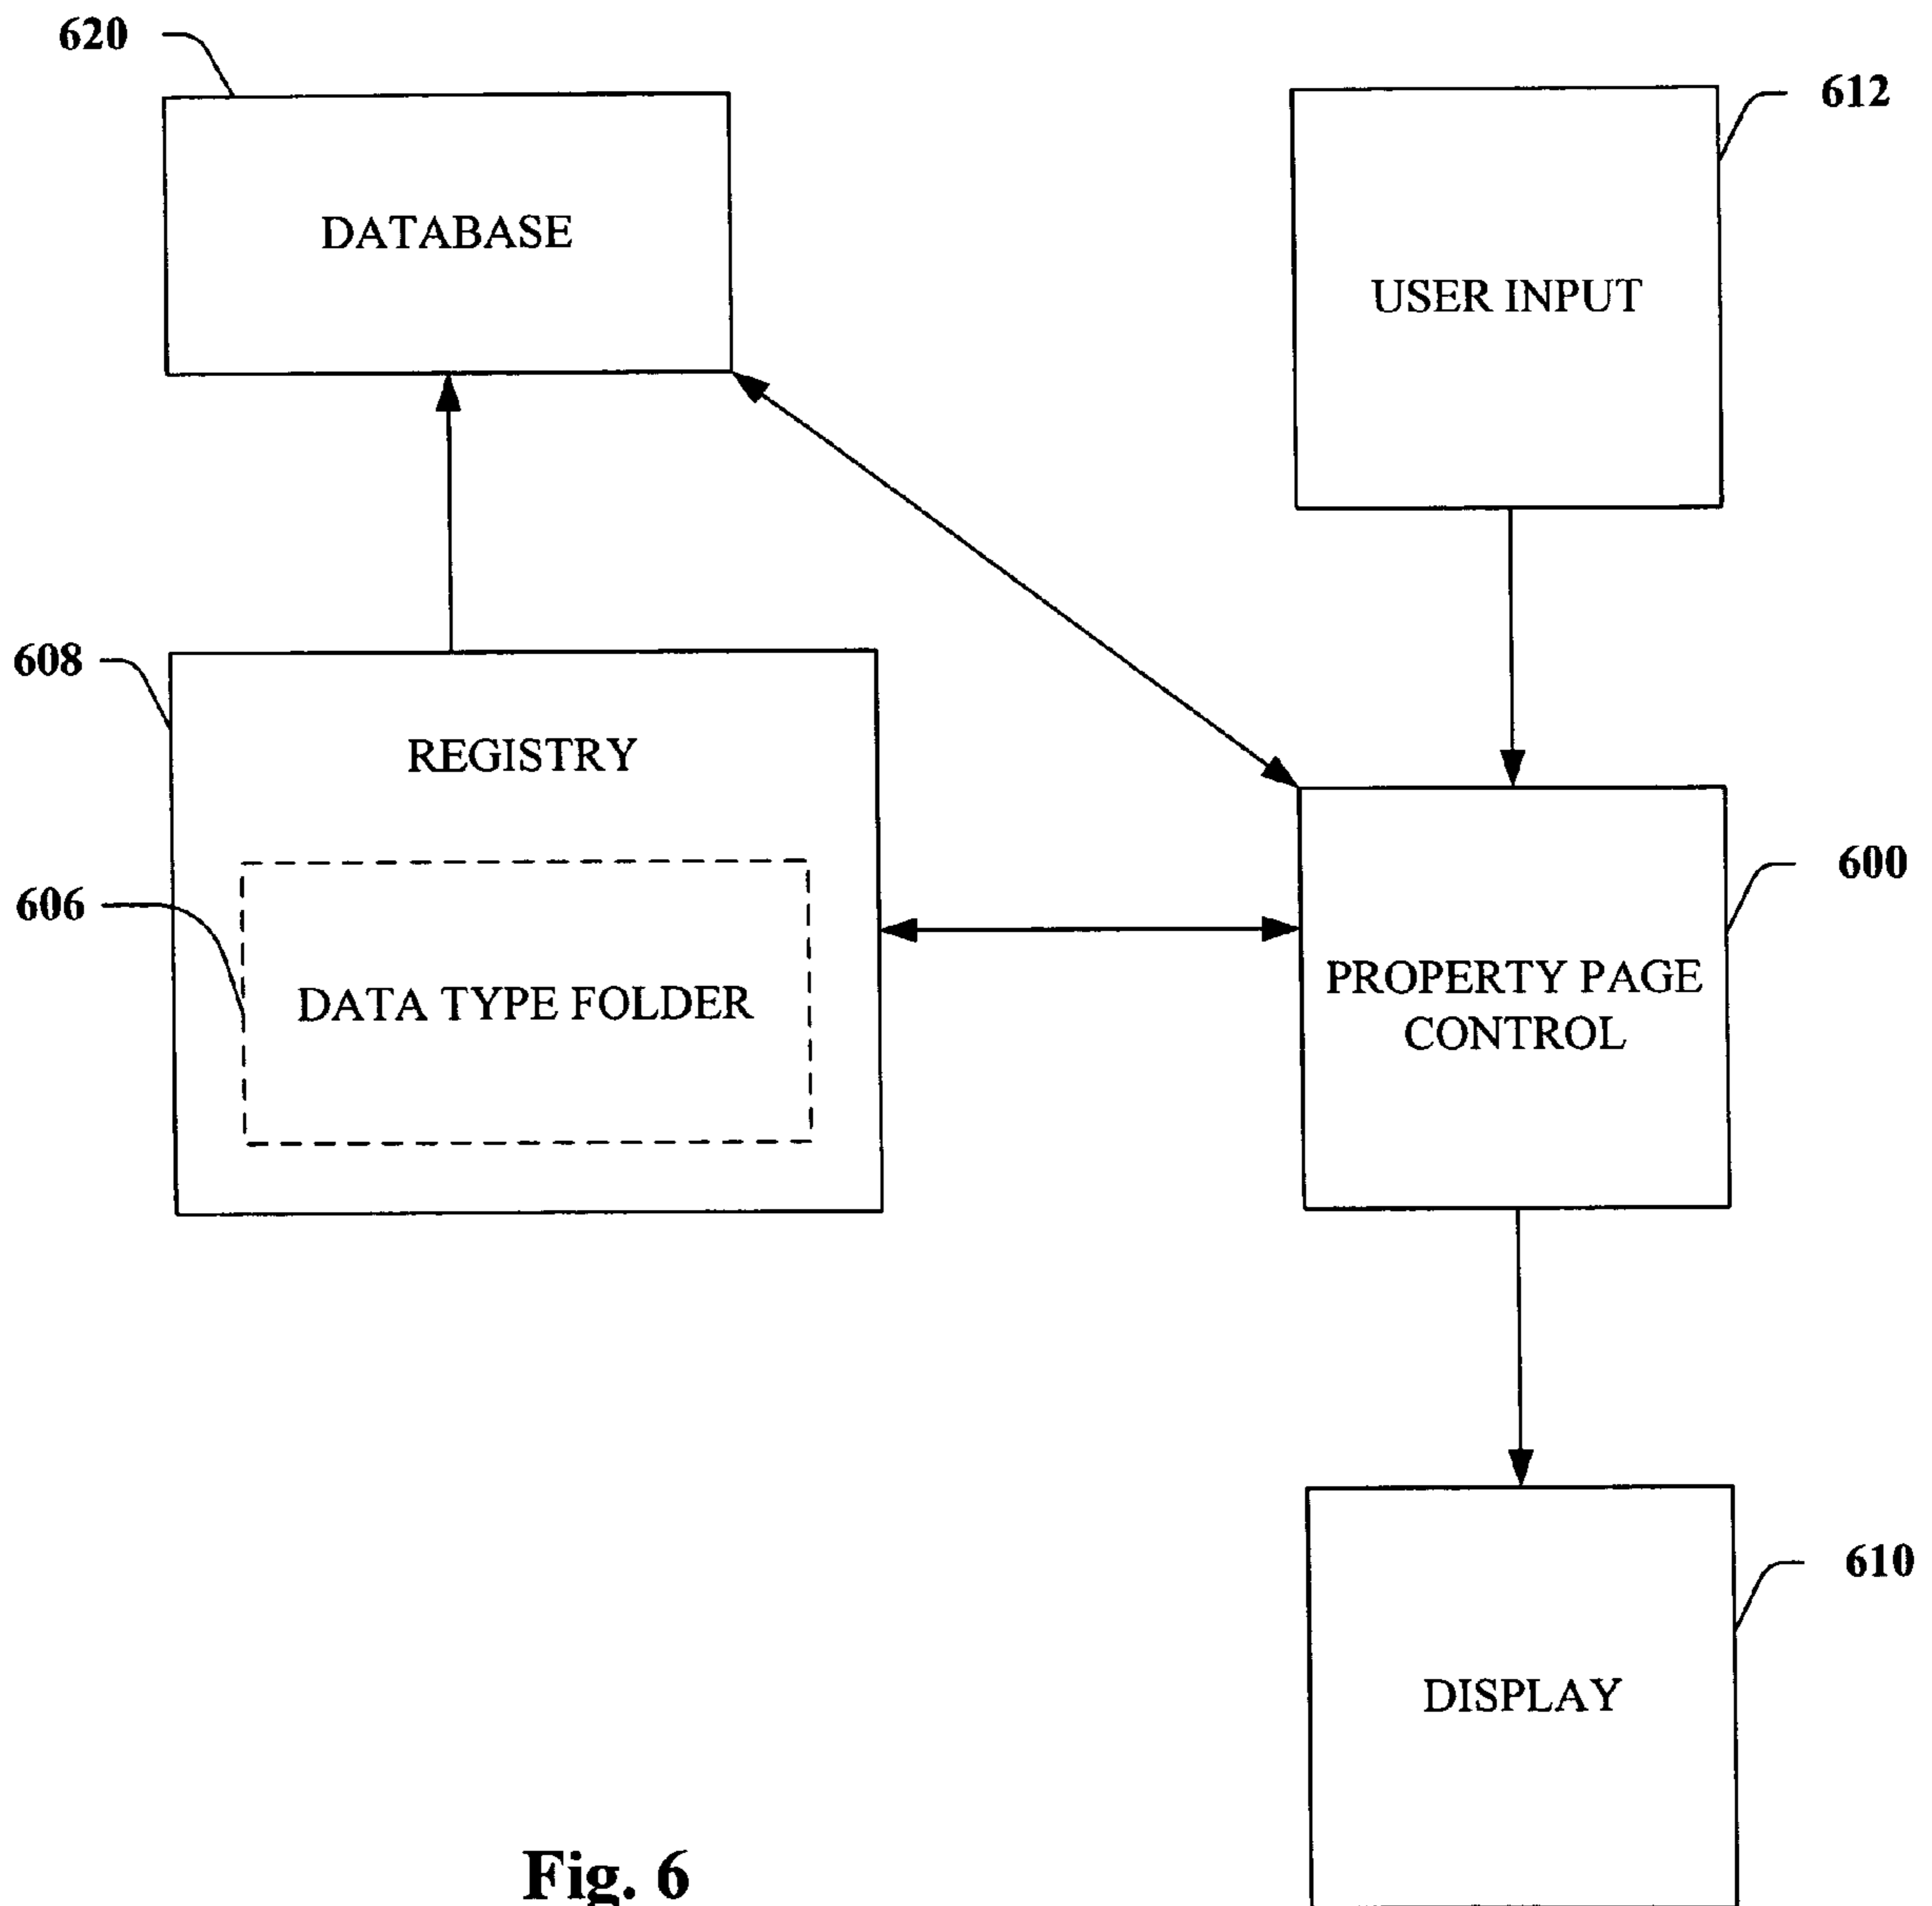 620
612
DATABASE
USER INPUT
608
REGISTRY
600
606
DATA TYPE FOLDER
PROPERTY PAGE
CONTROL
610
DISPLAY
Fig. 6